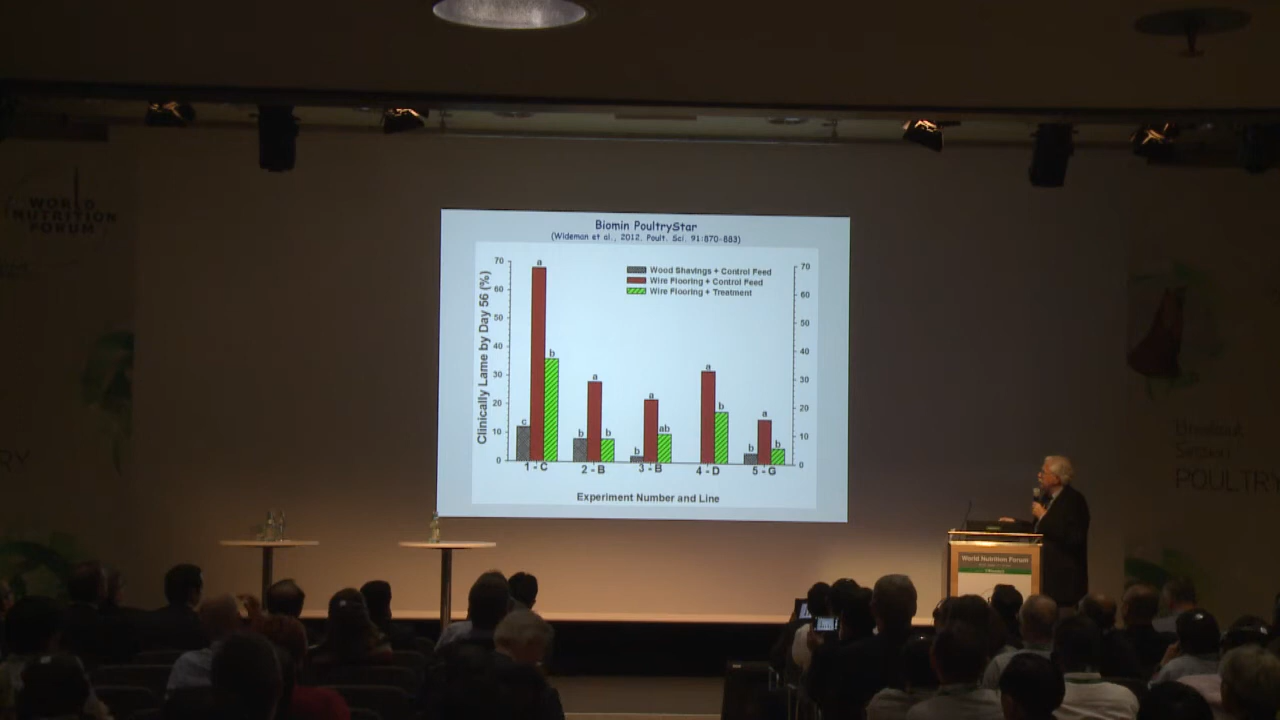 WORLD
NUTRITION
FORUM
Biomin PoultryStar
(Wideman et al., 2012. Poult. Sci. 91:870-883)
Clinically Lame by Day 56 (%)
70
60
50
40
30
20
10
0
Wood Shavings + Control Feed
Wire Flooring + Control Feed
Wire Flooring + Treatment
c
a
b
b
a
b
b
a
ab
a
b
b
a
b
70
60
50
40
30
20
10
0
1 - C
2 - B
3 - B
4 - D
5 - G
Experiment Number and Line
Breakout
Session
POULTRY
RY
World Nutrition Forum